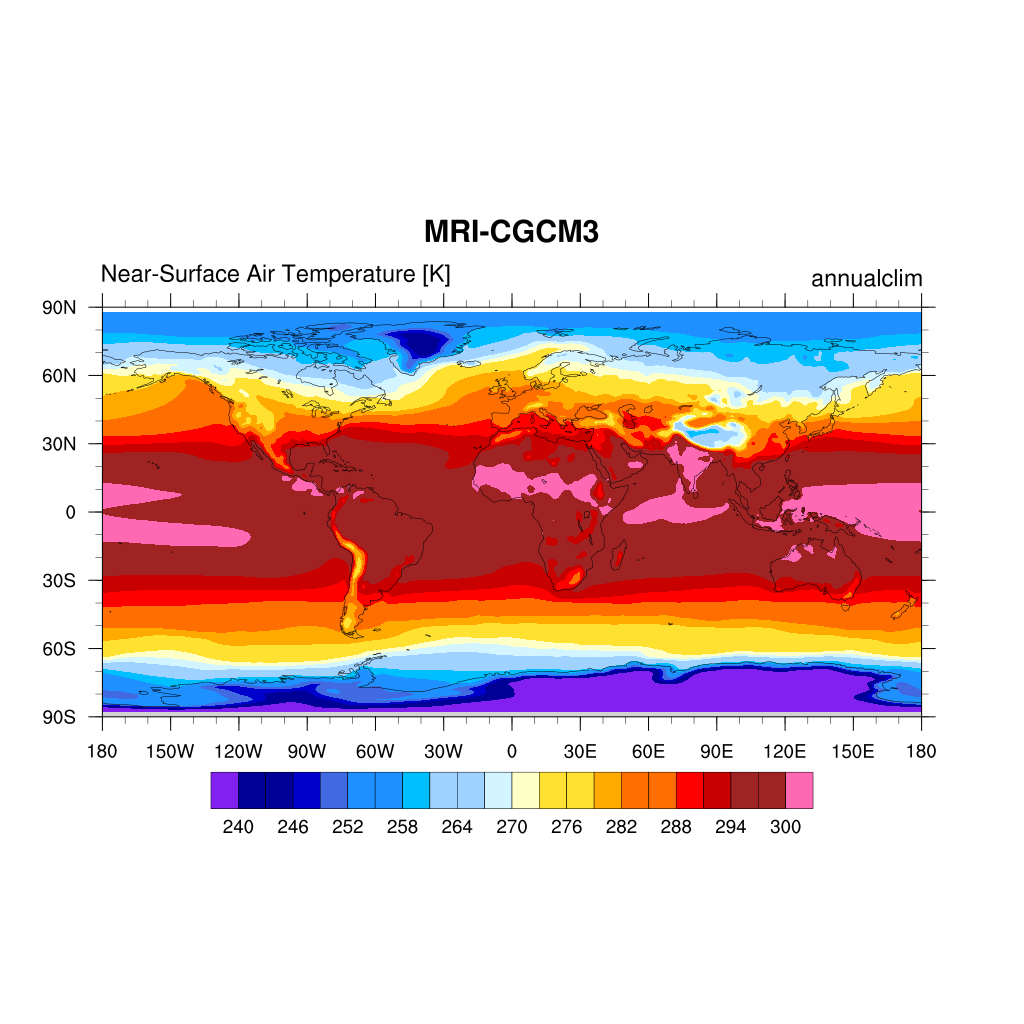 MRI-CGCM3
Near-Surface Air Temperature [K] annualclim
90N
60N
30N
0
30S
60S
90S
180 150W 120W 90W 60W 30W 0 30E 60E 90E 120E 150E 180
240 246 252 258 264 270 276 282 288 294 300